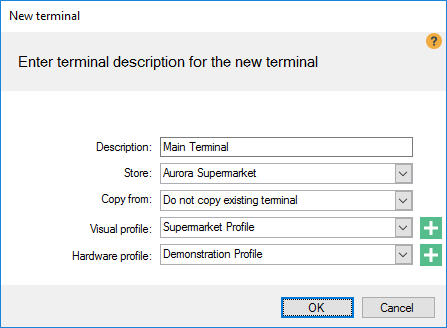 New terminal
?
Enter terminal description for the new terminal
Description: Main Terminal
Store: Aurora Supermarket
Copy from: Do not copy existing terminal
Visual profile: Supermarket Profile
Hardware profile: Demonstration Profile
OK Cancel